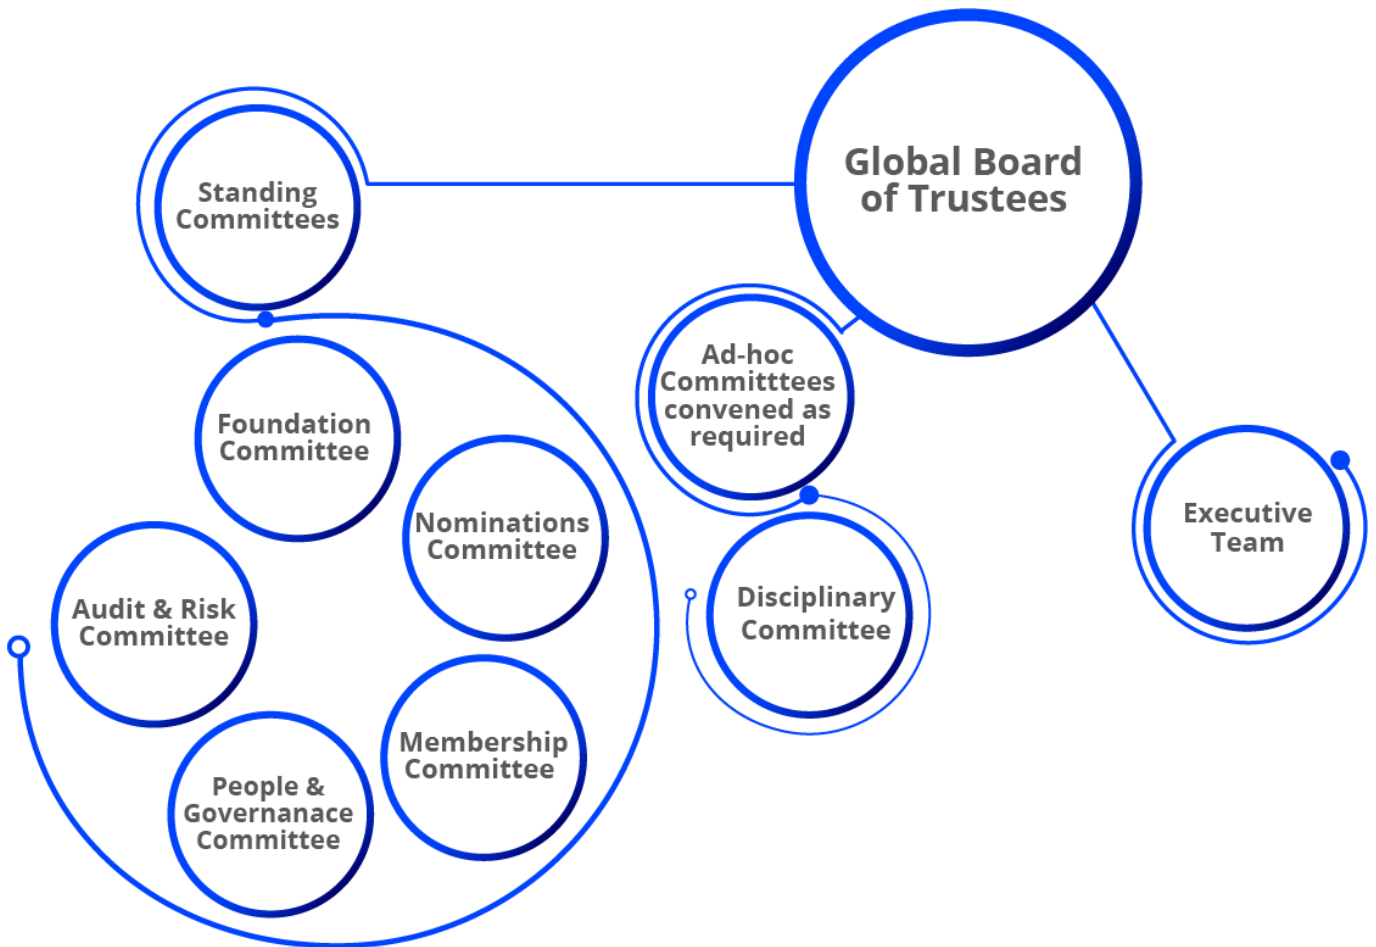 Global Board
of Trustees
Standing
Committees
Ad-hoc
Committtees
convened as
required
Foundation
Committee
Nominations
Committee
Executive
Team
Audit & Risk
Committee
Disciplinary
Committee
Membership
Committee
People &
Governanace
Committee